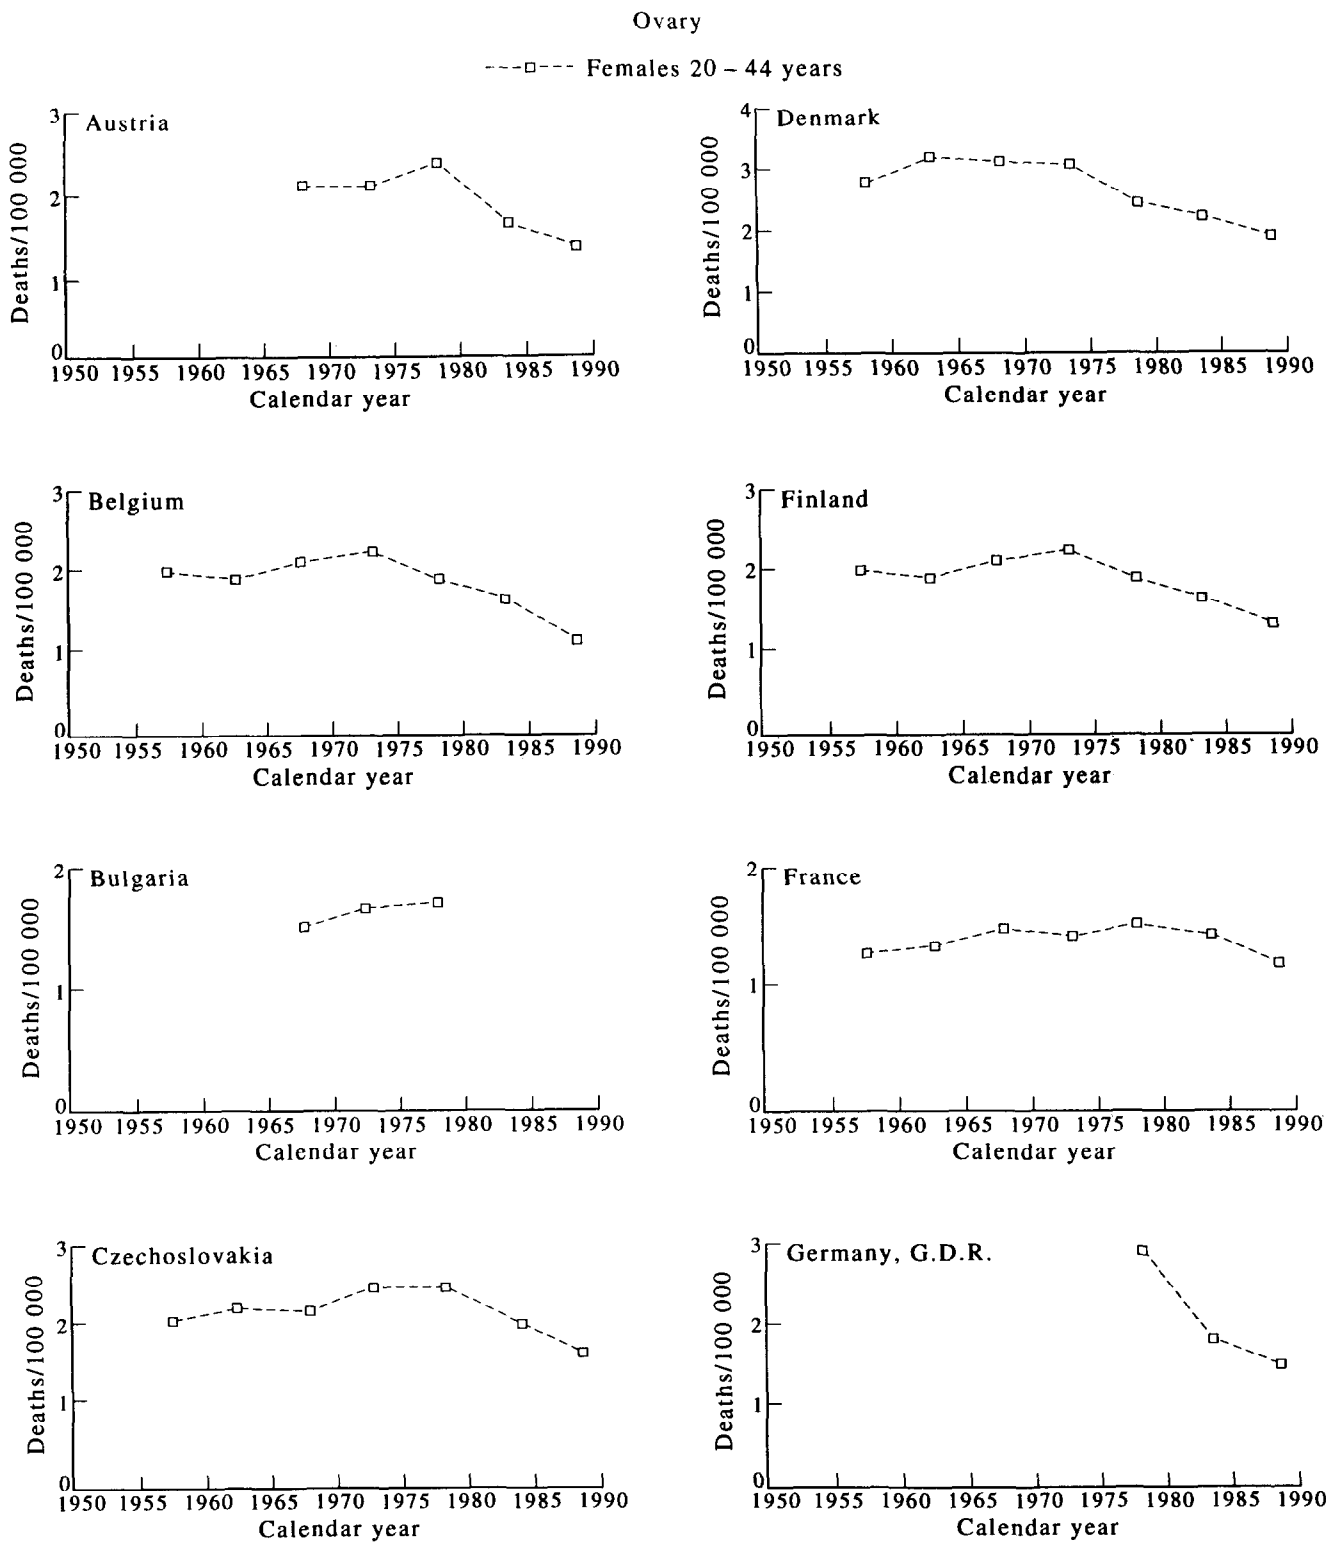 Ovary
Females 20 – 44 years
3
Austria
2
1
0
Deaths/100 000
1950 1955 1960 1965 1970 1975 1980 1985 1990
Calendar year
4
Denmark
3
2
1
0
Deaths/100 000
1950 1955 1960 1965 1970 1975 1980 1985 1990
Calendar year
3
Belgium
2
1
0
Deaths/100 000
1950 1955 1960 1965 1970 1975 1980 1985 1990
Calendar year
3
Finland
2
1
0
Deaths/100 000
1950 1955 1960 1965 1970 1975 1980 1985 1990
Calendar year
2
Bulgaria
1
0
Deaths/100 000
1950 1955 1960 1965 1970 1975 1980 1985 1990
Calendar year
2
France
1
0
Deaths/100 000
1950 1955 1960 1965 1970 1975 1980 1985 1990
Calendar year
3
Czechoslovakia
2
1
0
Deaths/100 000
1950 1955 1960 1965 1970 1975 1980 1985 1990
Calendar year
3
Germany, G.D.R.
2
1
0
Deaths/100 000
1950 1955 1960 1965 1970 1975 1980 1985 1990
Calendar year